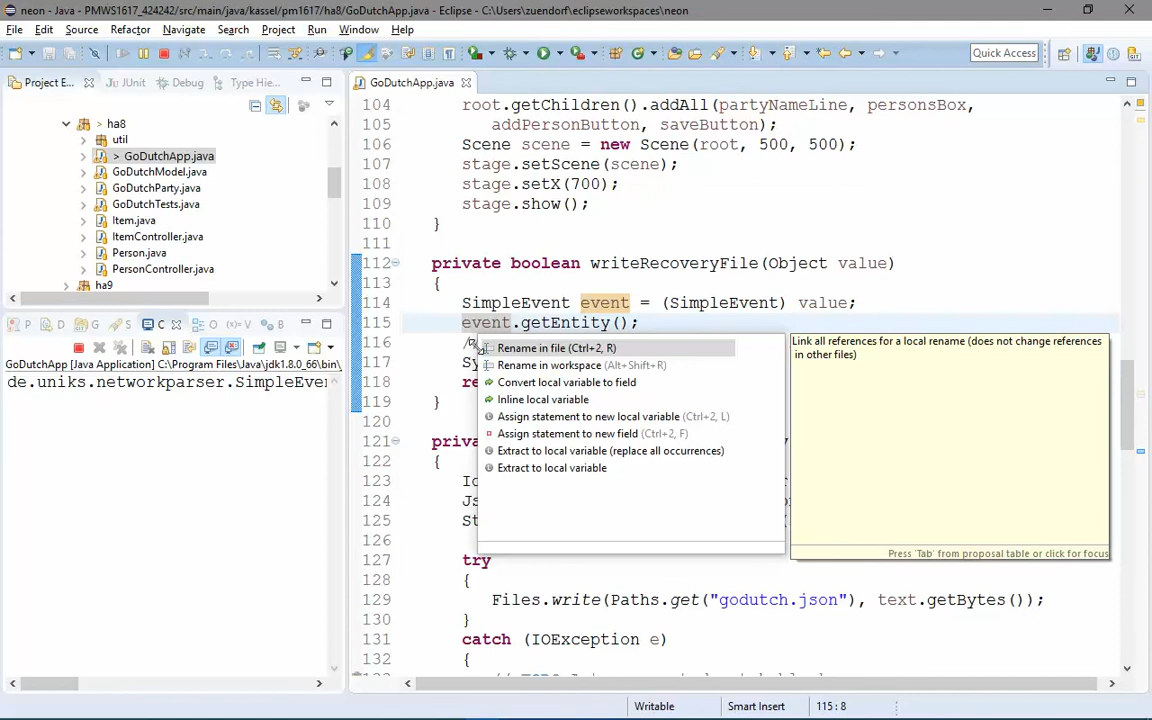 neon - Java - PMWS1617_424242/src/main/java/kassel/pm1617/ha8/GoDutchApp.java - Eclipse - C:\Users\zuendorf\eclipseworkspaces\neon
File Edit Source Refactor Navigate Search Project Run Window Help
Quick Access
Project E... JUnit Debug Type Hie...
> ha8
util
> GoDutchApp.java
GoDutchModel.java
GoDutchParty.java
GoDutchTests.java
Item.java
ItemController.java
Person.java
PersonController.java
ha9
P D G S C O (x)= V B
GoDutchApp [Java Application] C:\Program Files\Java\jdk1.8.0_66\bin\
de.uniks.networkparser.SimpleEve
GoDutchApp.java
104 root.getChildren().addAll(partyNameLine, personsBox,
105 addPersonButton, saveButton);
106 Scene scene = new Scene(root, 500, 500);
107 stage.setScene(scene);
108 stage.setX(700);
109 stage.show();
110 }
111
112 private boolean writeRecoveryFile(Object value)
113 {
114 SimpleEvent event = (SimpleEvent) value;
115 event.getEntity();
116 /
117 Sy
118 re
119 }
120
121 priva
122 {
123 Io
124 Js
125 St
126
127 try
128 {
129 Files.write(Paths.get("godutch.json"), text.getBytes());
130 }
131 catch (IOException e)
132 {
Rename in file (Ctrl+2, R)
Rename in workspace (Alt+Shift+R)
Convert local variable to field
Inline local variable
Assign statement to new local variable (Ctrl+2, L)
Assign statement to new field (Ctrl+2, F)
Extract to local variable (replace all occurrences)
Extract to local variable
Link all references for a local rename (does not change references
in other files)
Press 'Tab' from proposal table or click for focus
Writable Smart Insert 115 : 8